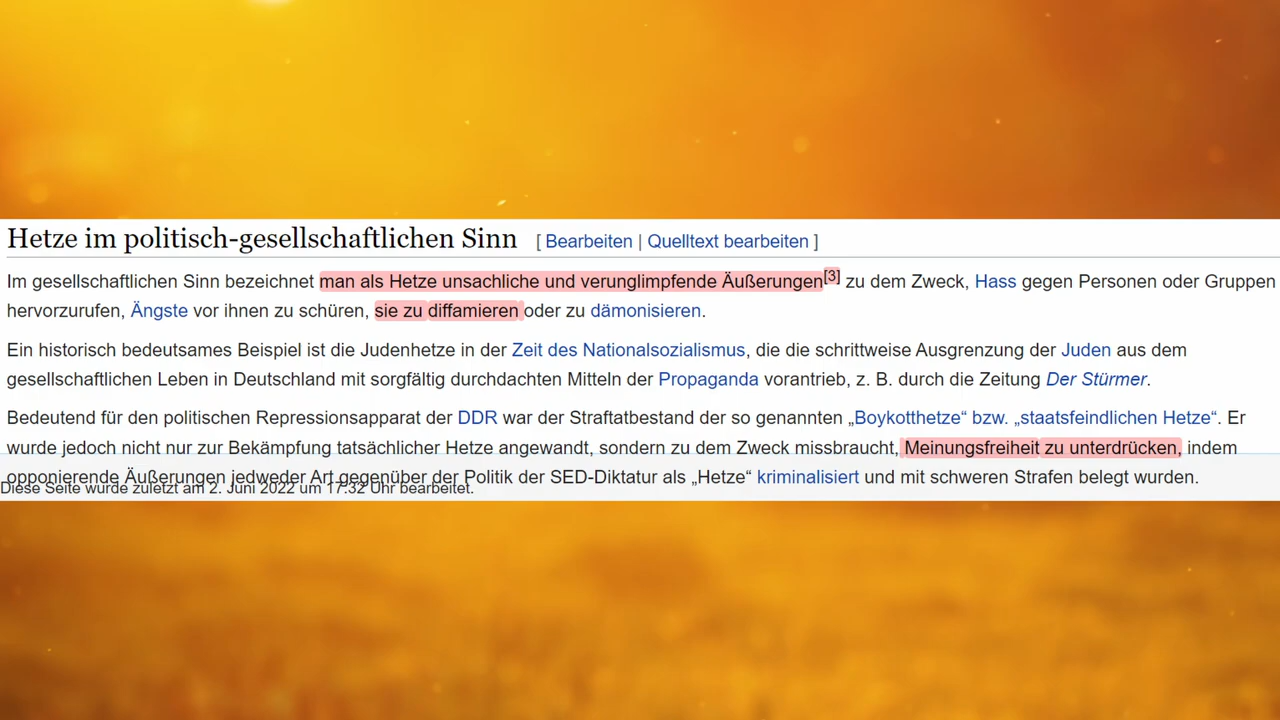 Hetze im politisch-gesellschaftlichen Sinn [ Bearbeiten | Quelltext bearbeiten ]
Im gesellschaftlichen Sinn bezeichnet man als Hetze unsachliche und verunglimpfende Äußerungen[3] zu dem Zweck, Hass gegen Personen oder Gruppen
hervorzurufen, Ängste vor ihnen zu schüren, sie zu diffamieren oder zu dämonisieren.
Ein historisch bedeutsames Beispiel ist die Judenhetze in der Zeit des Nationalsozialismus, die die schrittweise Ausgrenzung der Juden aus dem
gesellschaftlichen Leben in Deutschland mit sorgfältig durchdachten Mitteln der Propaganda vorantrieb, z. B. durch die Zeitung Der Stürmer.
Bedeutend für den politischen Repressionsapparat der DDR war der Straftatbestand der so genannten „Boykotthetze“ bzw. „staatsfeindlichen Hetze“. Er
wurde jedoch nicht nur zur Bekämpfung tatsächlicher Hetze angewandt, sondern zu dem Zweck missbraucht, Meinungsfreiheit zu unterdrücken, indem
opponierende Äußerungen jedweder Art gegenüber der Politik der SED-Diktatur als „Hetze“ kriminalisiert und mit schweren Strafen belegt wurden.
Diese Seite wurde zuletzt am 2. Juni 2022 um 17:32 Uhr bearbeitet.